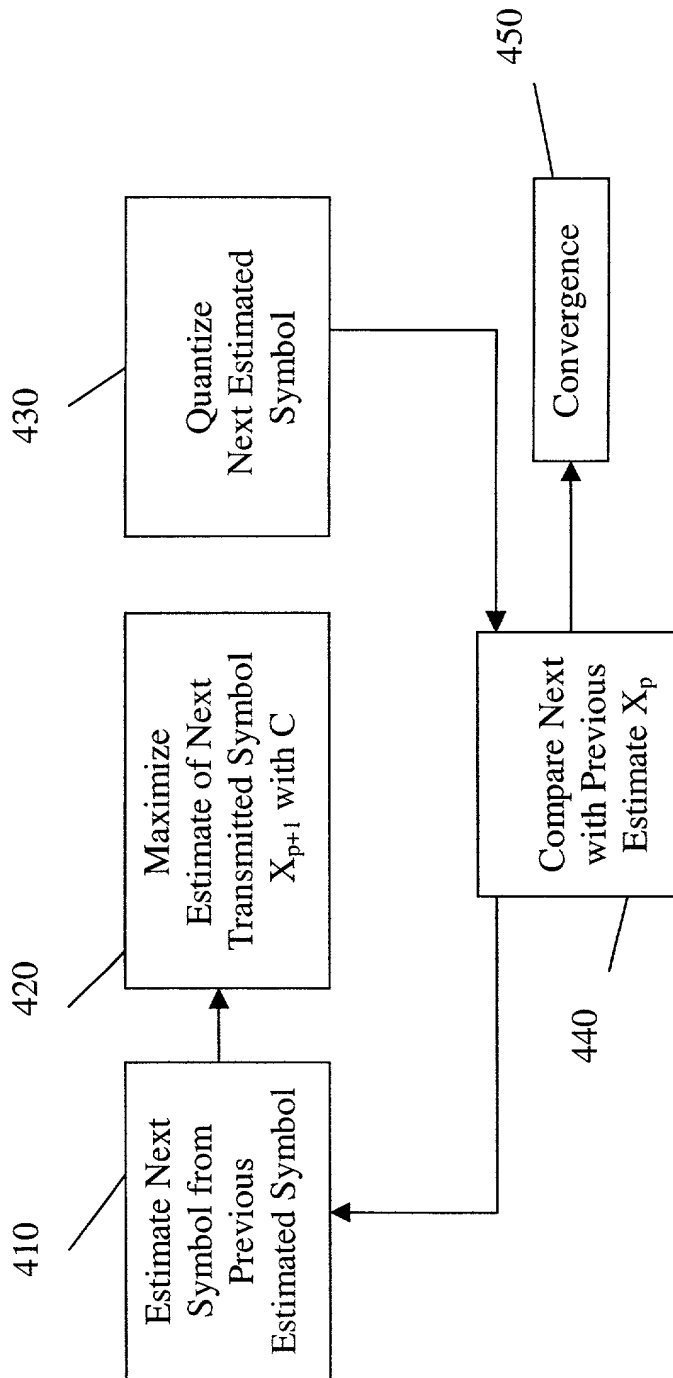 410
Estimate Next
Symbol from
Previous
Estimated Symbol
420
Maximize
Estimate of Next
Transmitted Symbol
X_{p+1} with C
430
Quantize
Next Estimated
Symbol
440
Compare Next
with Previous
Estimate X_p
450
Convergence